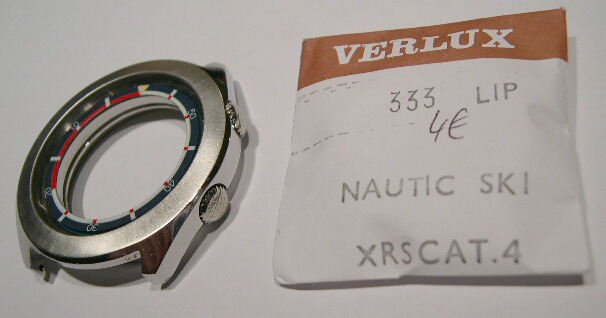 VERLUX
333 LIP
4€
NAUTIC SKI
XRSCAT.4